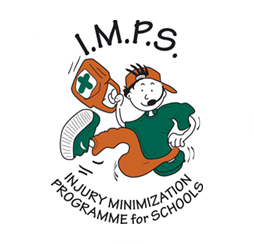 I.M.P.S.
INJURY MINIMIZATION
PROGRAMME for SCHOOLS